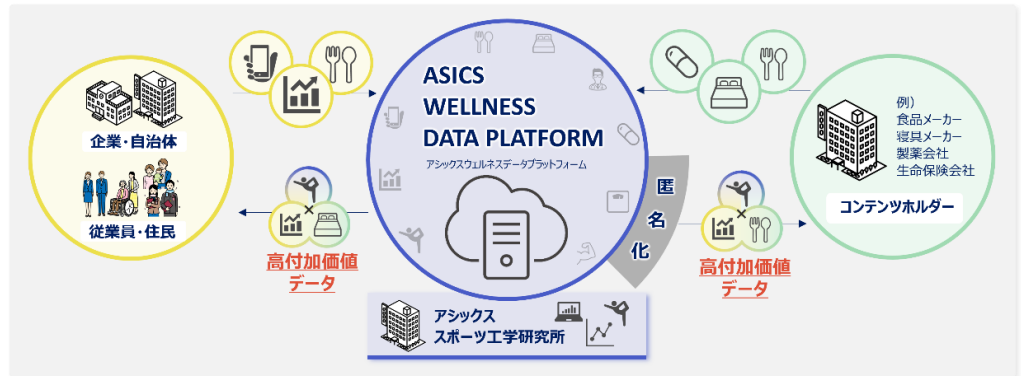 企業・自治体
従業員・住民
高付加価値
データ
ASICS
WELLNESS
DATA PLATFORM
アシックスウェルネスデータプラットフォーム
アシックス
スポーツ工学研究所
匿名化
高付加価値
データ
例）
食品メーカー
寝具メーカー
製薬会社
生命保険会社
コンテンツホルダー